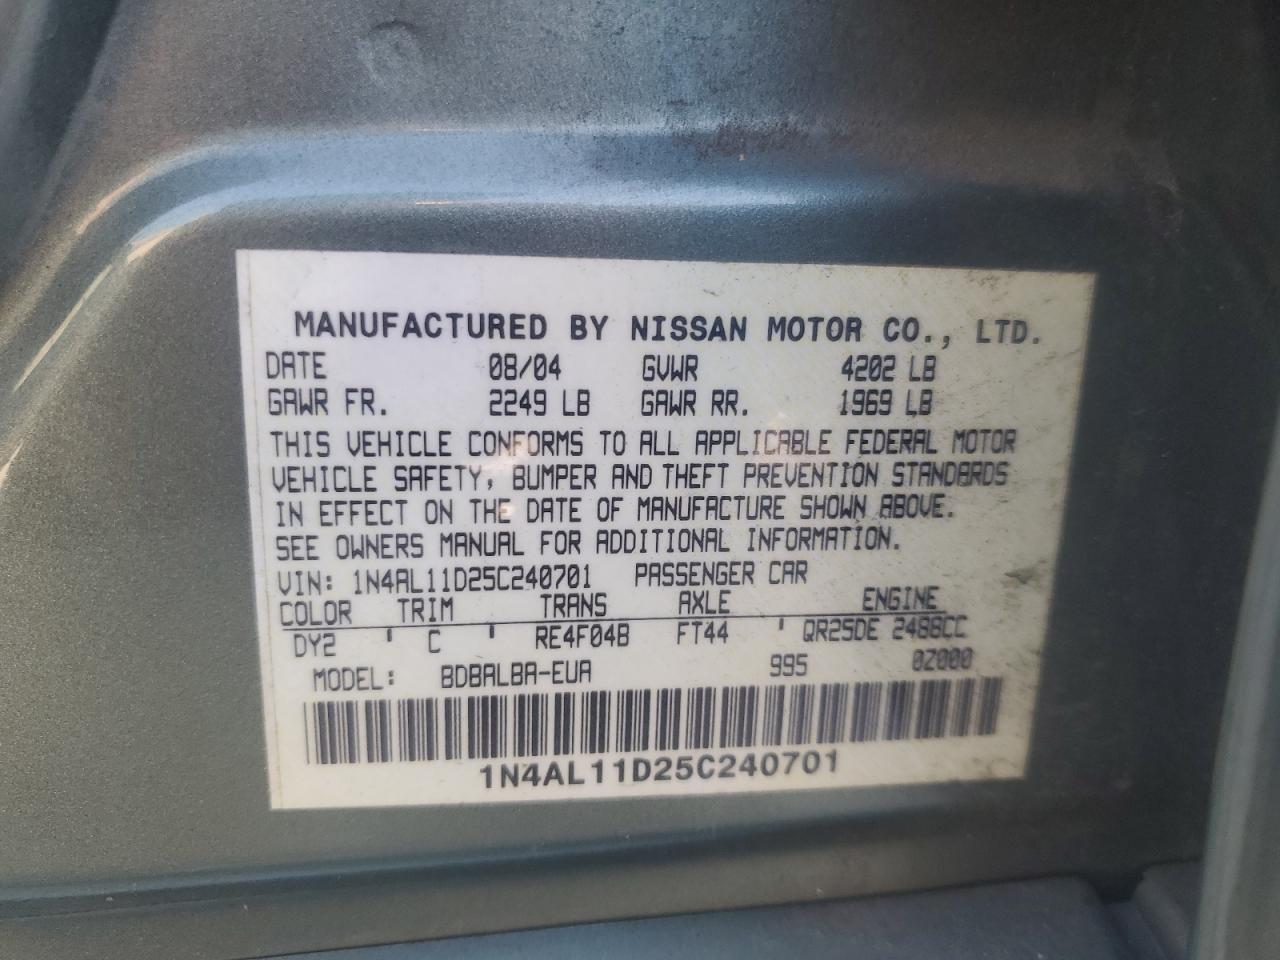 MANUFACTURED BY NISSAN MOTOR CO., LTD.
DATE 08/04 GVWR 4202 LB
GAWR FR. 2249 LB GAWR RR. 1969 LB
THIS VEHICLE CONFORMS TO ALL APPLICABLE FEDERAL MOTOR
VEHICLE SAFETY, BUMPER AND THEFT PREVENTION STANDARDS
IN EFFECT ON THE DATE OF MANUFACTURE SHOWN ABOVE.
SEE OWNERS MANUAL FOR ADDITIONAL INFORMATION.
VIN: 1N4AL11D25C240701 PASSENGER CAR
COLOR TRIM TRANS AXLE ENGINE
DY2 ' C ' RE4F04B FT44 ' QR25DE 2488CC
MODEL: BDBALBA-EUA 995 0Z000
1N4AL11D25C240701